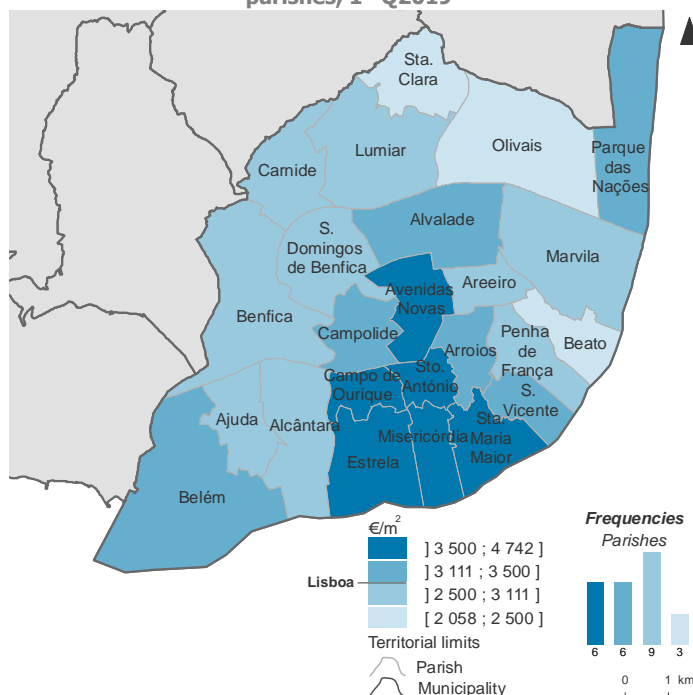 parishes, 1st Q2019
Sta.
Clara
Lumiar
Olivais
Parque
das
Nações
Carnide
Alvalade
S.
Domingos
de Benfica
Marvila
Areeiro
Avenidas
Novas
Benfica
Campolide
Arroios
Penha
de
França
Beato
Sto.
António
Campo de
Ourique
S.
Vicente
Ajuda
Alcântara
Misericórdia
Sta.
Maria
Maior
Estrela
Belém
€/m²
] 3 500 ; 4 742 ]
] 3 111 ; 3 500 ]
Lisboa
] 2 500 ; 3 111 ]
[ 2 058 ; 2 500 ]
Territorial limits
Parish
Municipality
Frequencies
Parishes
6 6 9 3
0 1 km